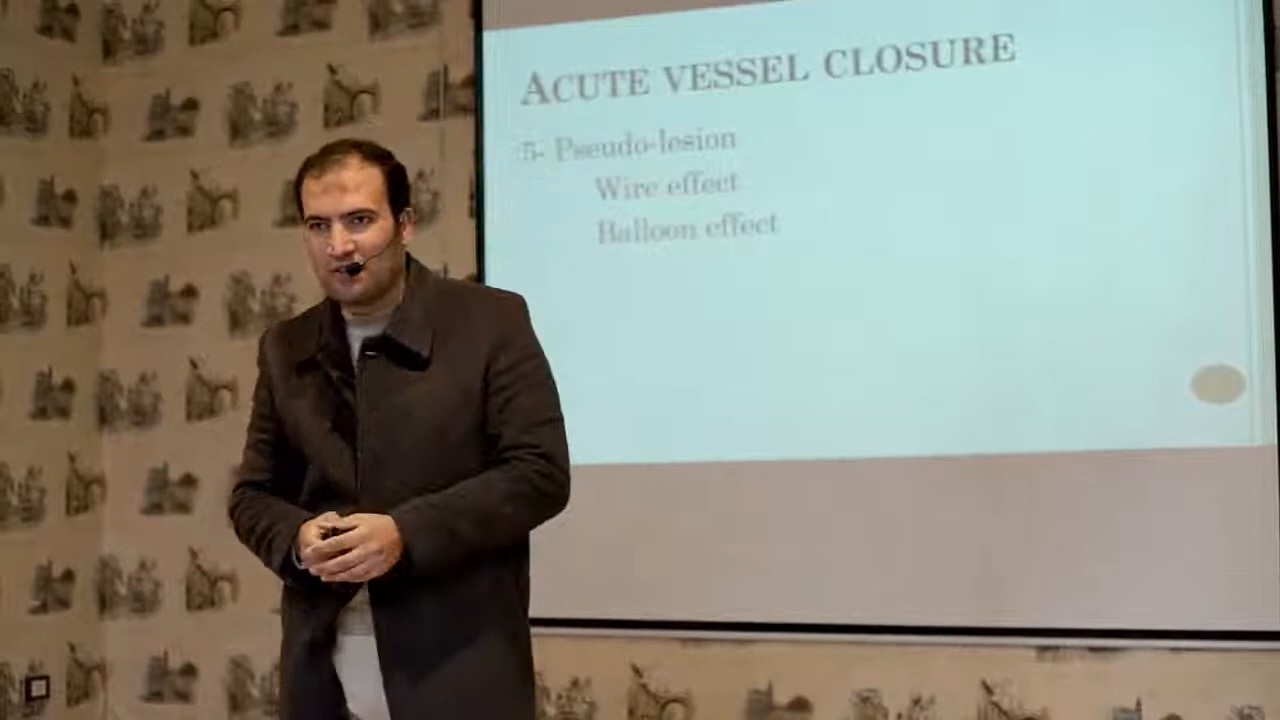 ACUTE VESSEL CLOSURE
5- Pseudo-lesion
Wire effect
Balloon effect